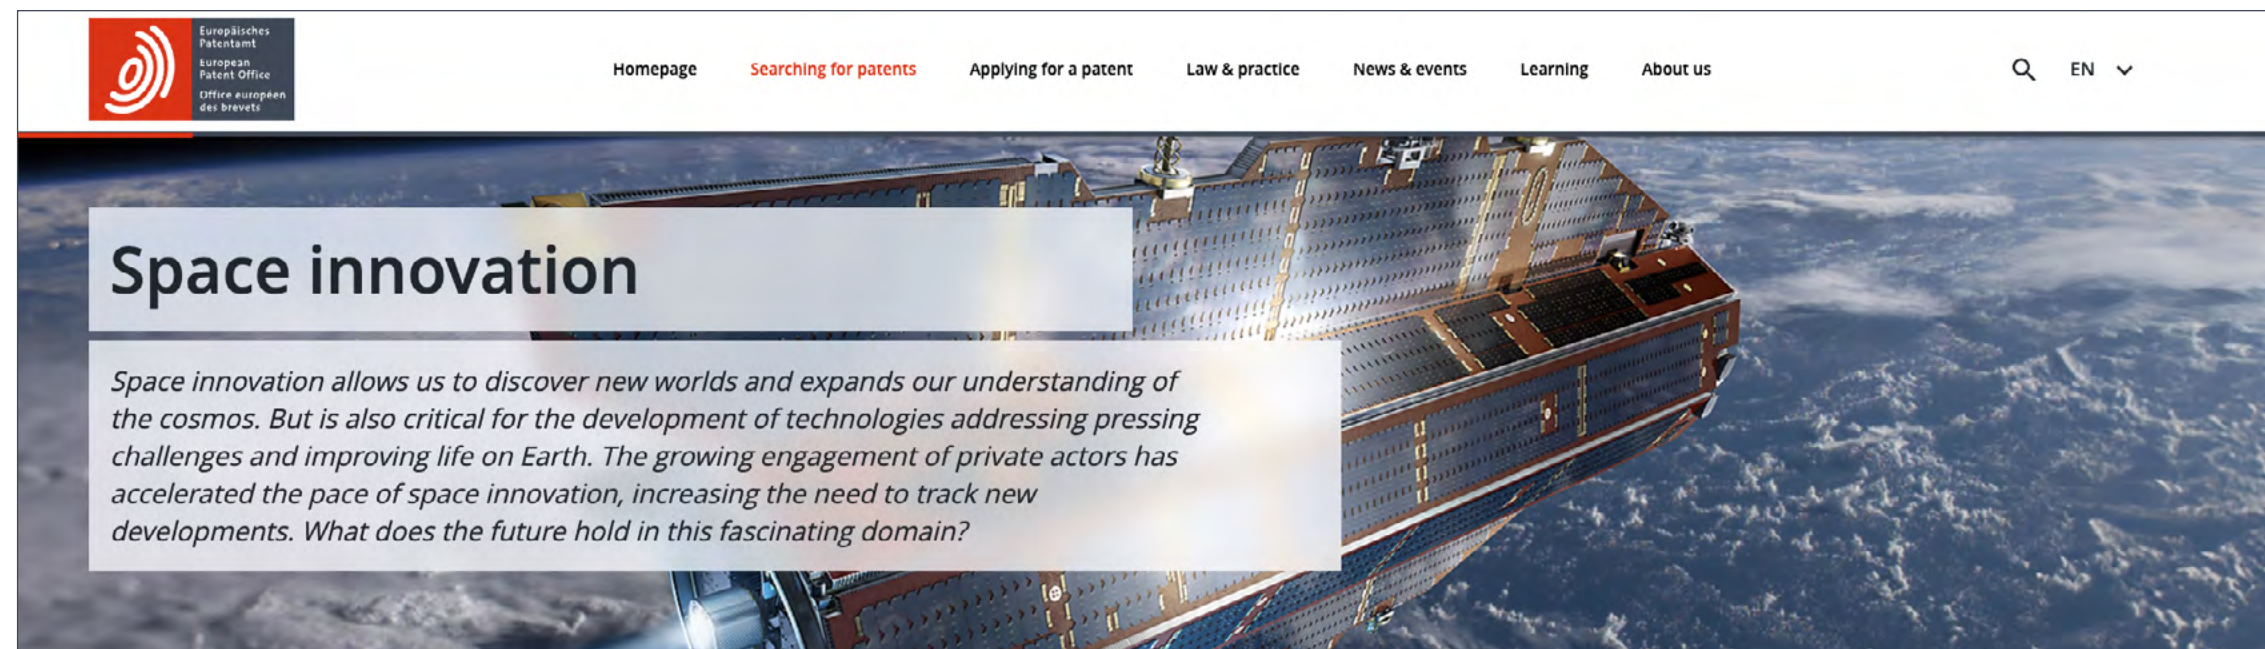 Europäisches
Patentamt
European
Patent Office
Office européen
des brevets
Homepage
Searching for patents
Applying for a patent
Law & practice
News & events
Learning
About us
EN
Space innovation
Space innovation allows us to discover new worlds and expands our understanding of
the cosmos. But is also critical for the development of technologies addressing pressing
challenges and improving life on Earth. The growing engagement of private actors has
accelerated the pace of space innovation, increasing the need to track new
developments. What does the future hold in this fascinating domain?